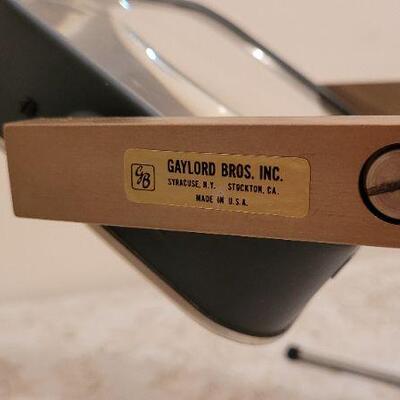 GB
GAYLORD BROS. INC.
SYRACUSE, N.Y. STOCKTON, CA.
MADE IN U.S.A.